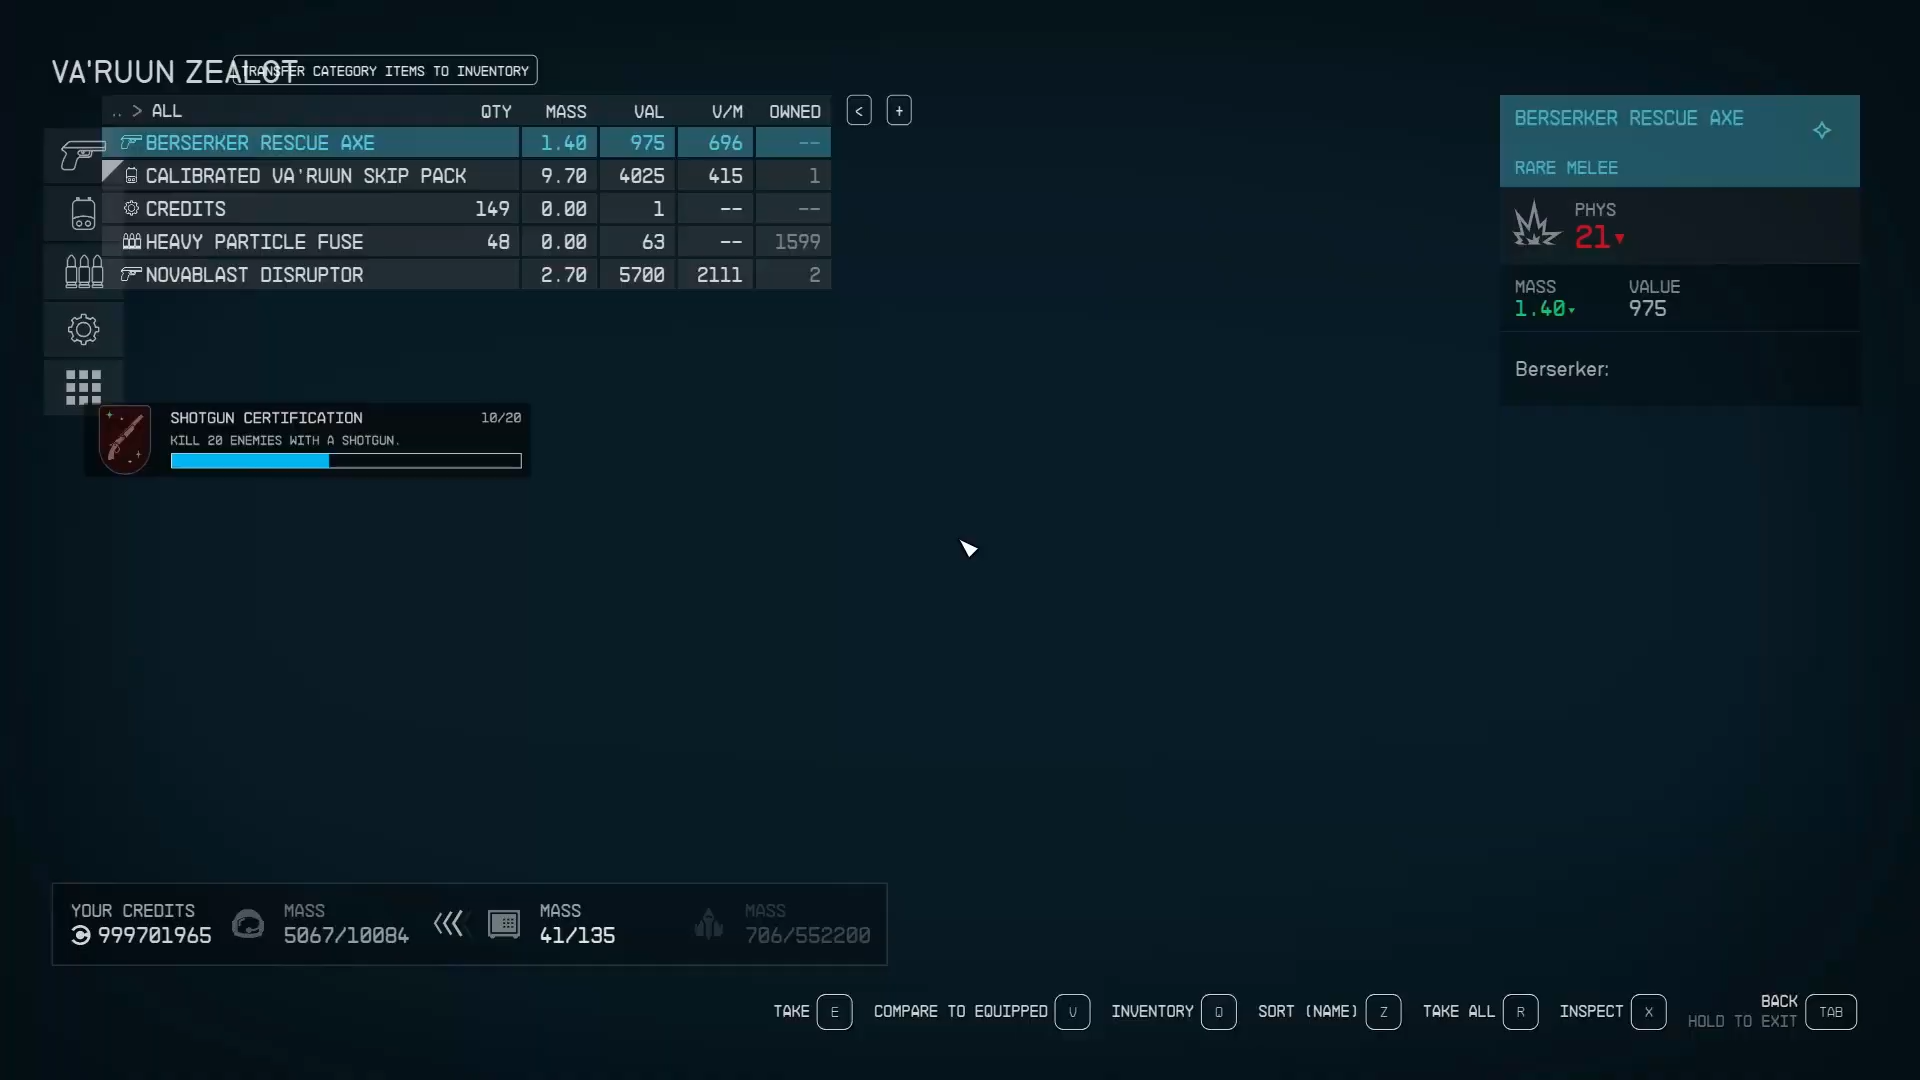 VA'RUUN ZEALOT
TRANSFER CATEGORY ITEMS TO INVENTORY
.. > ALL QTY MASS VAL V/M OWNED < +
BERSERKER RESCUE AXE 1.40 975 696 --
CALIBRATED VA'RUUN SKIP PACK 9.70 4025 415 1
CREDITS 149 0.00 1 -- --
HEAVY PARTICLE FUSE 48 0.00 63 -- 1599
NOVABLAST DISRUPTOR 2.70 5700 2111 2
SHOTGUN CERTIFICATION 10/20
KILL 20 ENEMIES WITH A SHOTGUN.
BERSERKER RESCUE AXE
RARE MELEE
PHYS
21
MASS VALUE
1.40 975
Berserker:
YOUR CREDITS MASS MASS MASS
999701965 5067/10084 41/135 706/552200
TAKE E COMPARE TO EQUIPPED V INVENTORY Q SORT (NAME) Z TAKE ALL R INSPECT X BACK TAB
HOLD TO EXIT